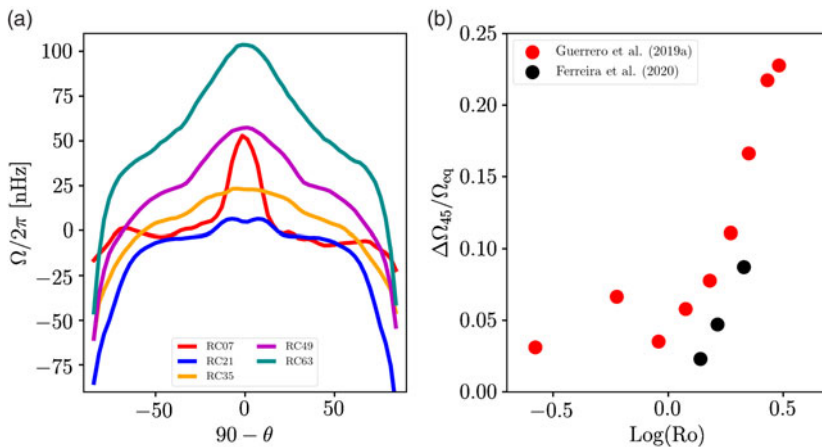 (a)
100
75
50
25
0
−25
−50
−75
Ω/2π [nHz]
−50 0 50
90 − θ
RC07 RC49
RC21 RC63
RC35
(b)
0.25
0.20
0.15
0.10
0.05
0.00
ΔΩ45/Ωeq
Guerrero et al. (2019a)
Ferreira et al. (2020)
−0.5 0.0 0.5
Log(Ro)